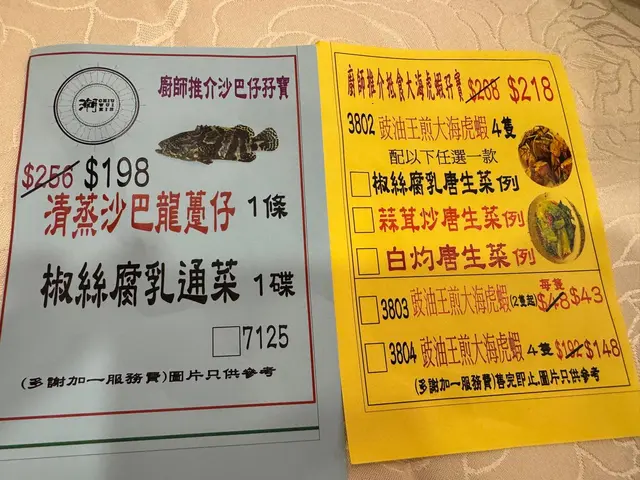 潮
廚師推介沙巴仔孖寶
$256 $198
清蒸沙巴龍躉仔 1條
椒絲腐乳通菜 1碟
7125
(多謝加一服務費)圖片只供參考
廚師推介抵食大海虎蝦孖寶 $268 $218
3802 豉油王煎大海虎蝦 4隻
配以下任選一款
椒絲腐乳唐生菜 例
蒜茸炒唐生菜 例
白灼唐生菜 例
每隻
3803 豉油王煎大海虎蝦(2隻起) $48 $43
3804 豉油王煎大海虎蝦 4隻 $192 $148
(多謝加一服務費)售完即止,圖片只供參考